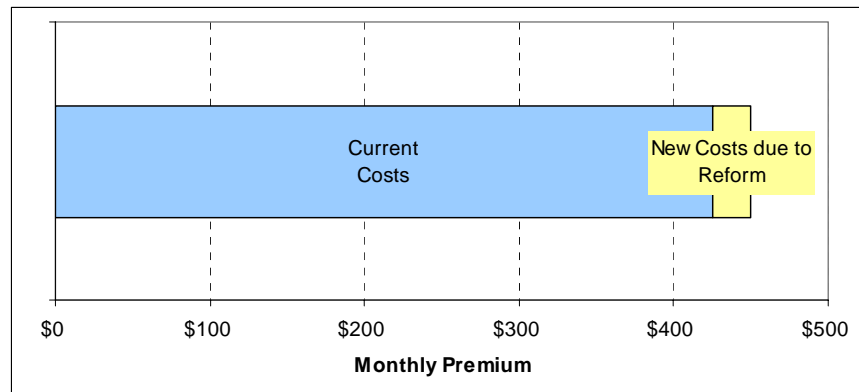 Current
Costs
New Costs due to
Reform
$0 $100 $200 $300 $400 $500
Monthly Premium